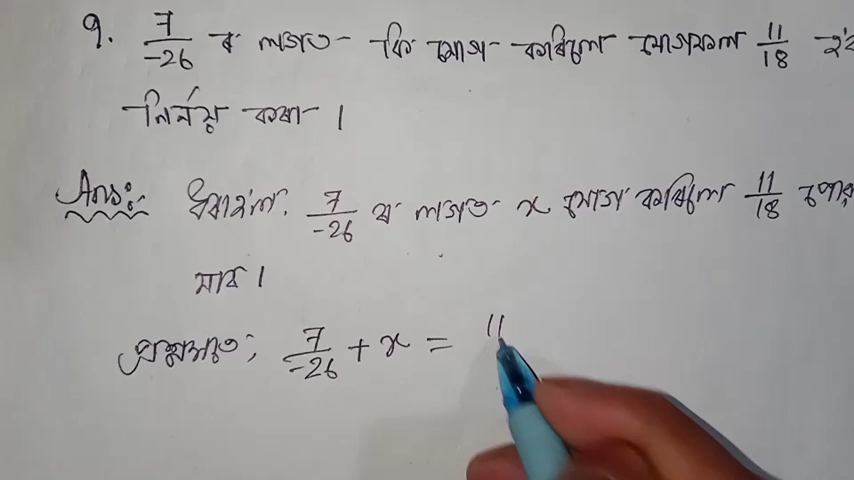 9. 7/-26 ৰ লগত কি যোগ কৰিলে যোগফল 11/18 হ'ব
নিৰ্ণয় কৰা ।
Ans: ধৰাহ'ল, 7/-26 ৰ লগত x যোগ কৰিলে 11/18 পোৱা
যাব ।
প্ৰশ্নমতে, 7/-26 + x = 11